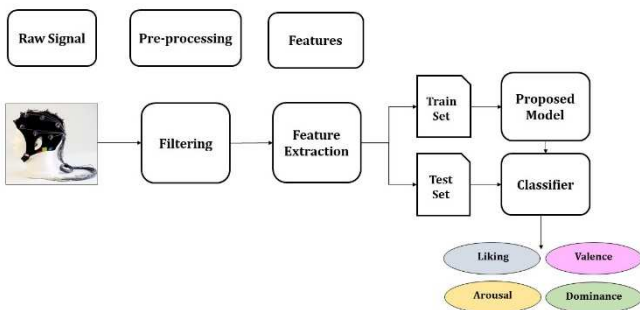 Raw Signal
Pre-processing
Features
Filtering
Feature
Extraction
Train
Set
Test
Set
Proposed
Model
Classifier
Liking
Valence
Arousal
Dominance